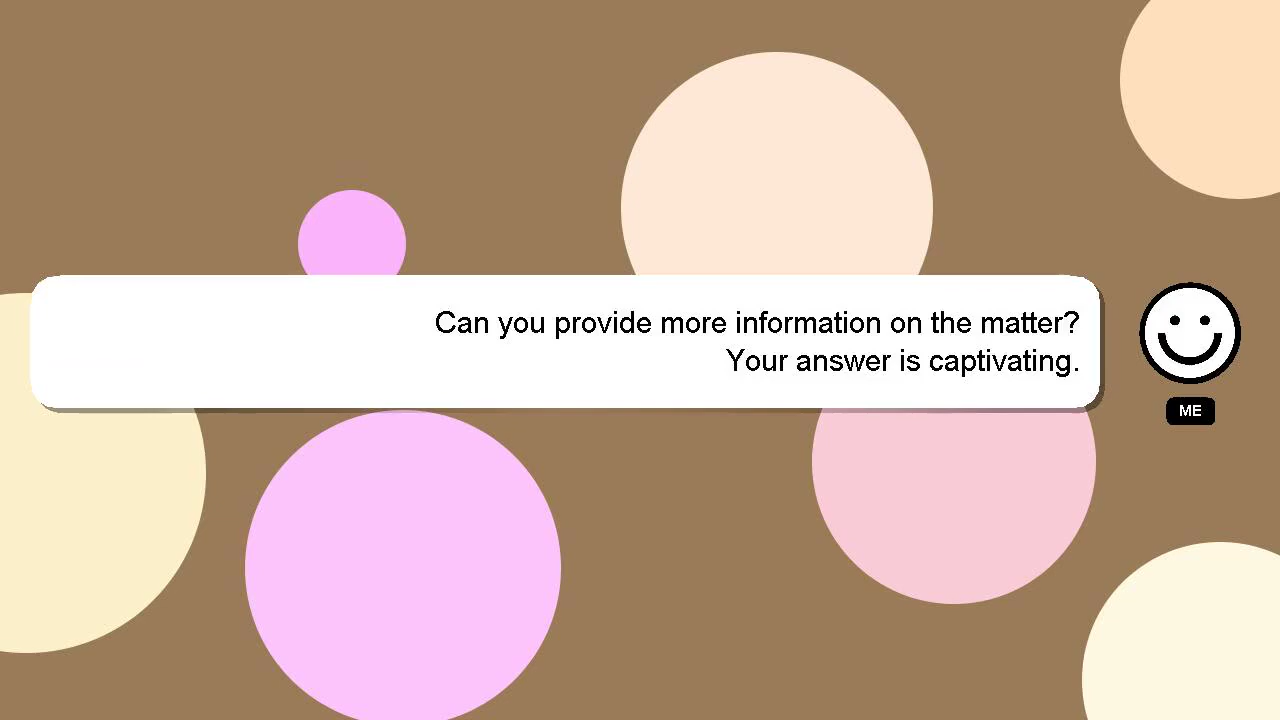 Can you provide more information on the matter?
Your answer is captivating.
ME